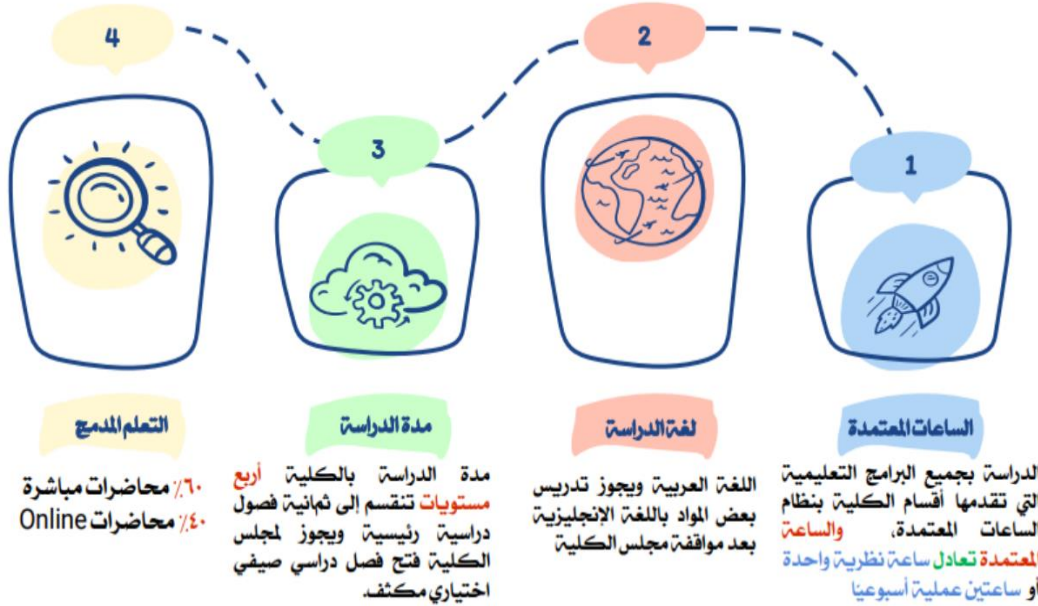 1
الساعات المعتمدة
الدراسة بجميع البرامج التعليمية
التي تقدمها أقسام الكلية بنظام
الساعات المعتمدة، والساعة
المعتمدة تعادل ساعة نظرية واحدة
أو ساعتين عملية أسبوعيًا
2
لغة الدراسة
اللغة العربية ويجوز تدريس
بعض المواد باللغة الإنجليزية
بعد موافقة مجلس الكلية
3
مدة الدراسة
مدة الدراسة بالكلية أربع
مستويات تنقسم إلى ثمانية فصول
دراسية رئيسية ويجوز لمجلس
الكلية فتح فصل دراسي صيفي
اختياري مكثف.
4
التعلم المدمج
٦٠٪ محاضرات مباشرة
٤٠٪ محاضرات Online